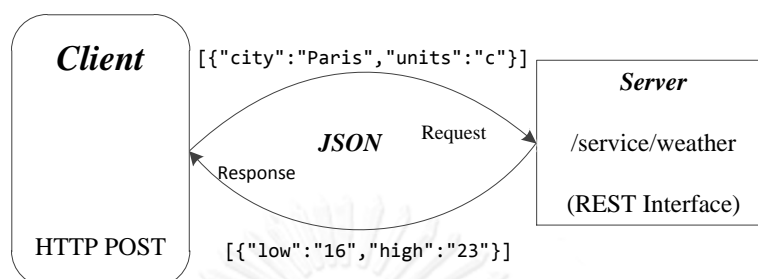 Client
[{"city":"Paris","units":"c"}]
Server
JSON
Request
/service/weather
Response
(REST Interface)
HTTP POST
[{"low":"16","high":"23"}]